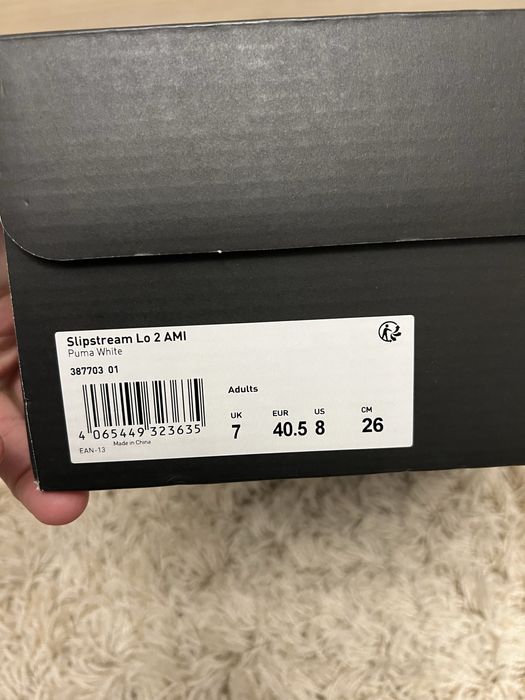 Slipstream Lo 2 AMI
Puma White
387703 01
Adults
UK EUR US CM
7 40.5 8 26
4 065449 323635
Made in China
EAN-13